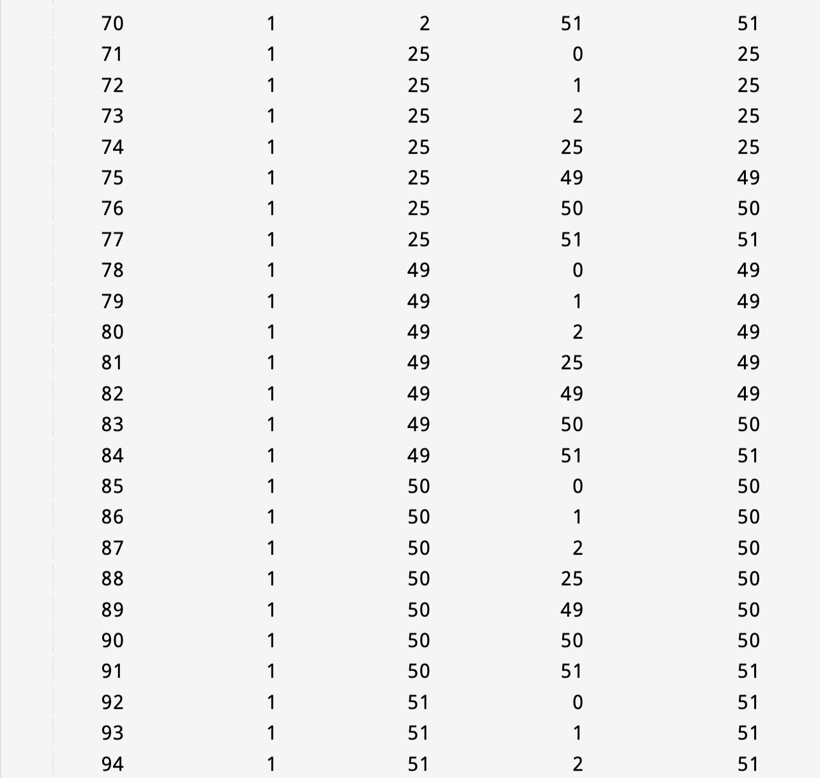 70 1 2 51 51
71 1 25 0 25
72 1 25 1 25
73 1 25 2 25
74 1 25 25 25
75 1 25 49 49
76 1 25 50 50
77 1 25 51 51
78 1 49 0 49
79 1 49 1 49
80 1 49 2 49
81 1 49 25 49
82 1 49 49 49
83 1 49 50 50
84 1 49 51 51
85 1 50 0 50
86 1 50 1 50
87 1 50 2 50
88 1 50 25 50
89 1 50 49 50
90 1 50 50 50
91 1 50 51 51
92 1 51 0 51
93 1 51 1 51
94 1 51 2 51